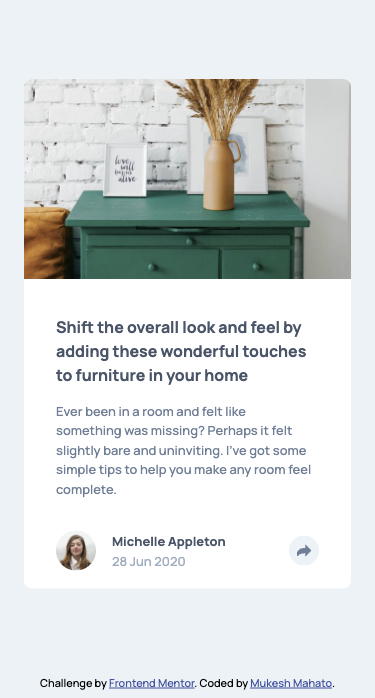 love
will
keep us
alive
Shift the overall look and feel by
adding these wonderful touches
to furniture in your home
Ever been in a room and felt like
something was missing? Perhaps it felt
slightly bare and uninviting. I've got some
simple tips to help you make any room feel
complete.
Michelle Appleton
28 Jun 2020
Challenge by Frontend Mentor. Coded by Mukesh Mahato.